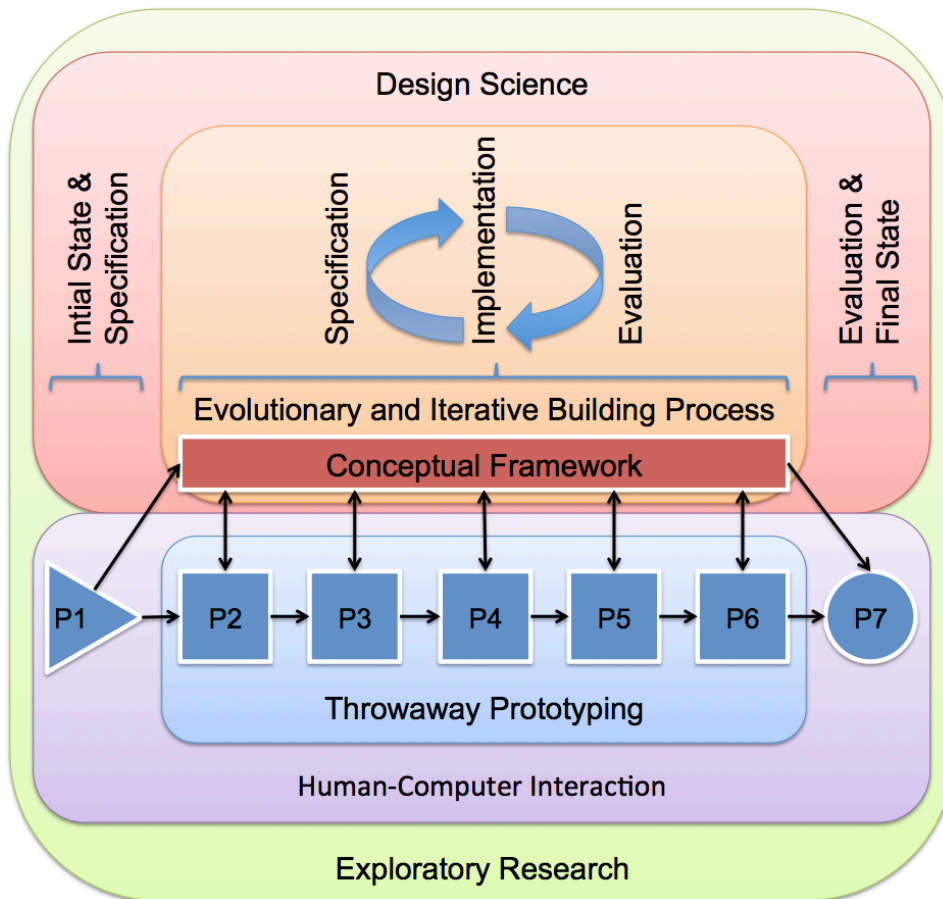 Design Science
Intial State &
Specification
Specification
Implementation
Evaluation
Evaluation &
Final State
Evolutionary and Iterative Building Process
Conceptual Framework
P1
P2
P3
P4
P5
P6
P7
Throwaway Prototyping
Human-Computer Interaction
Exploratory Research